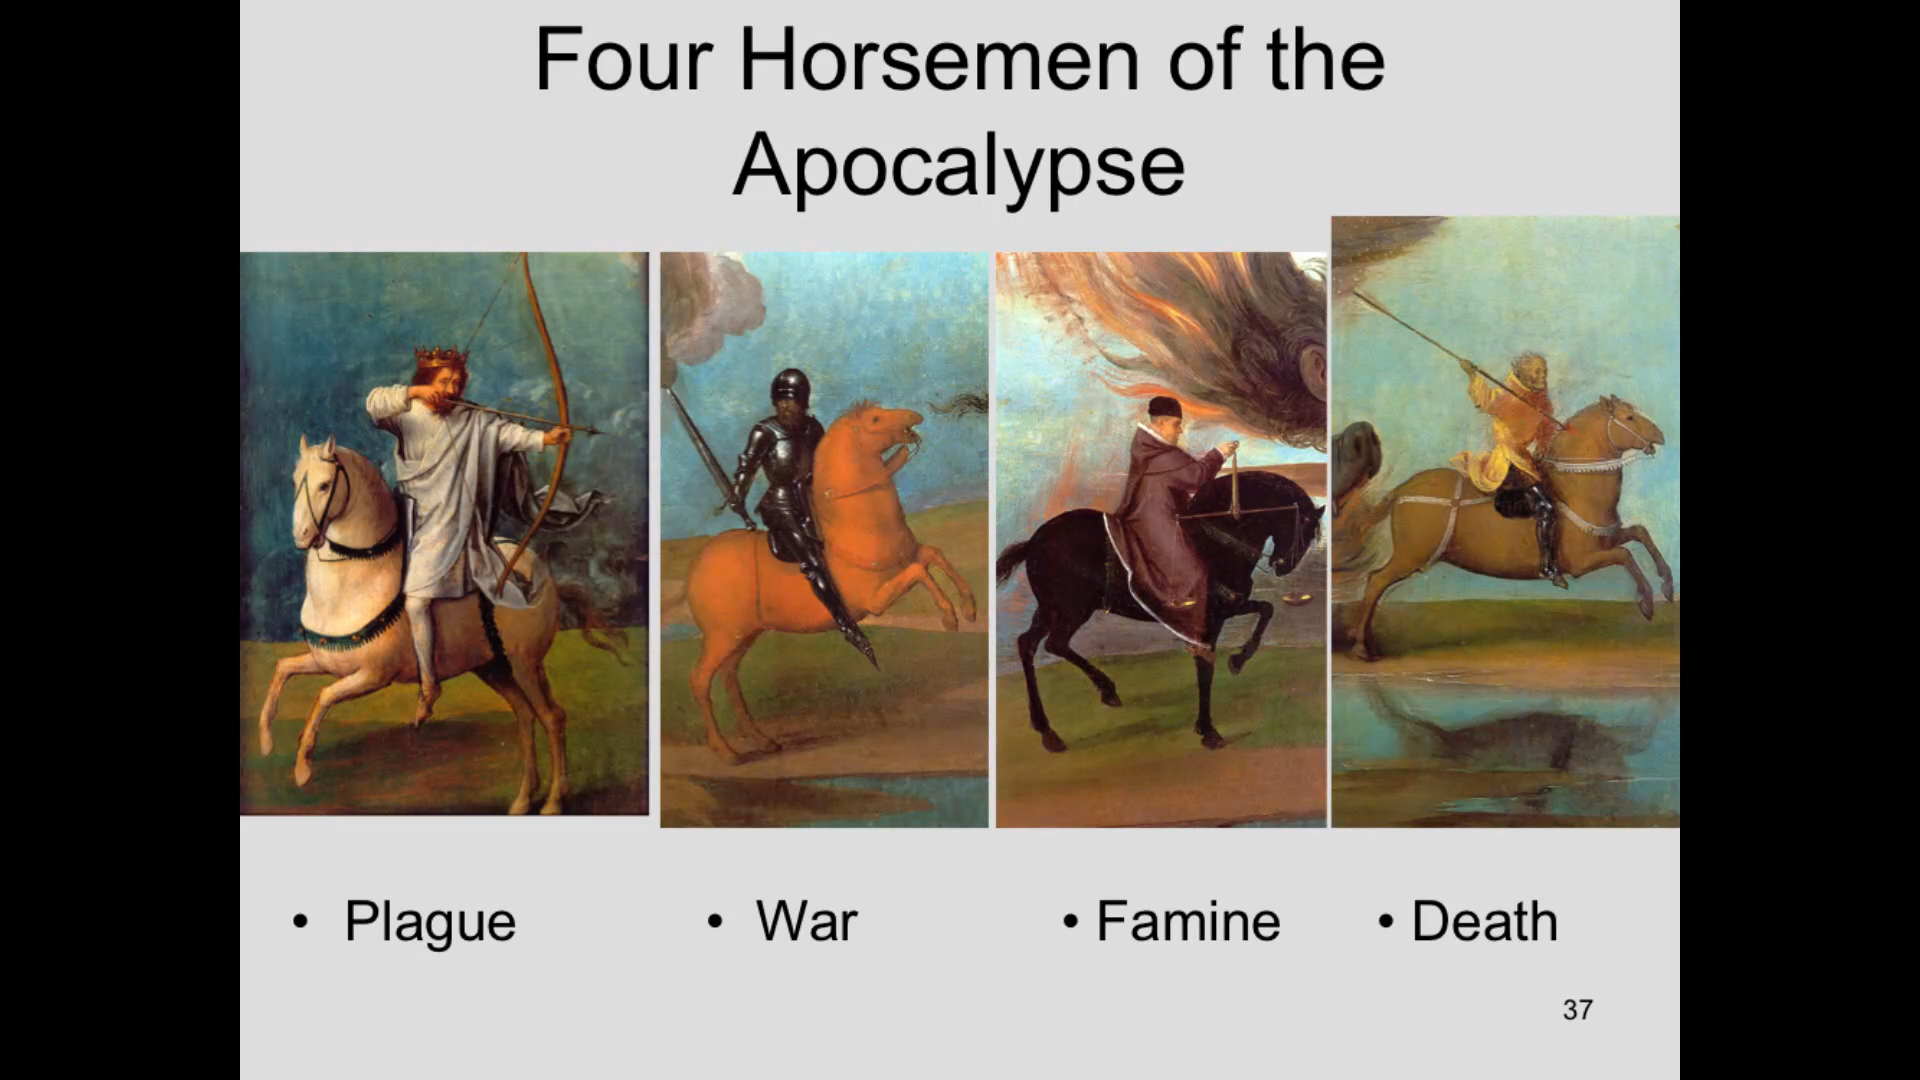 Four Horsemen of the
Apocalypse
• Plague
• War
• Famine
• Death
37